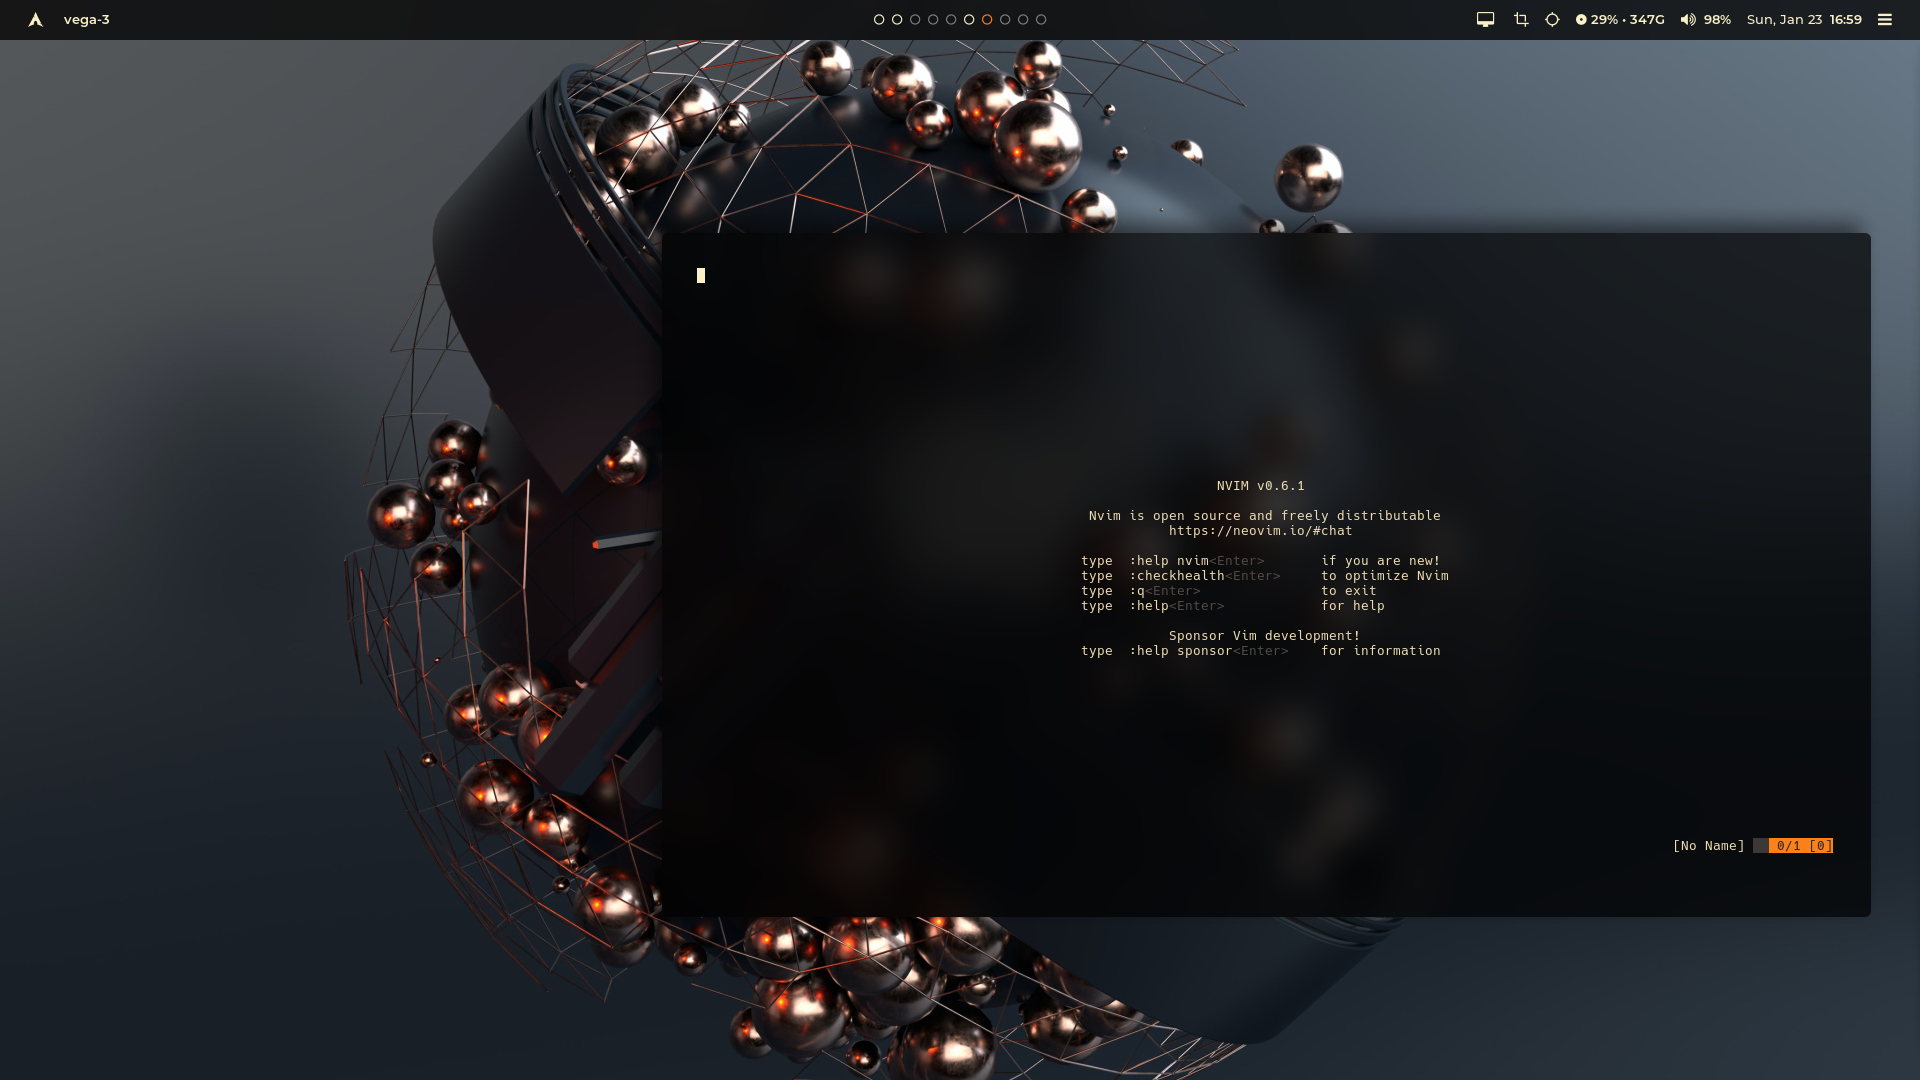 vega-3
29% • 347G
98%
Sun, Jan 23 16:59
NVIM v0.6.1
Nvim is open source and freely distributable
https://neovim.io/#chat
type :help nvim<Enter> if you are new!
type :checkhealth<Enter> to optimize Nvim
type :q<Enter> to exit
type :help<Enter> for help
Sponsor Vim development!
type :help sponsor<Enter> for information
[No Name] 0/1 [0]